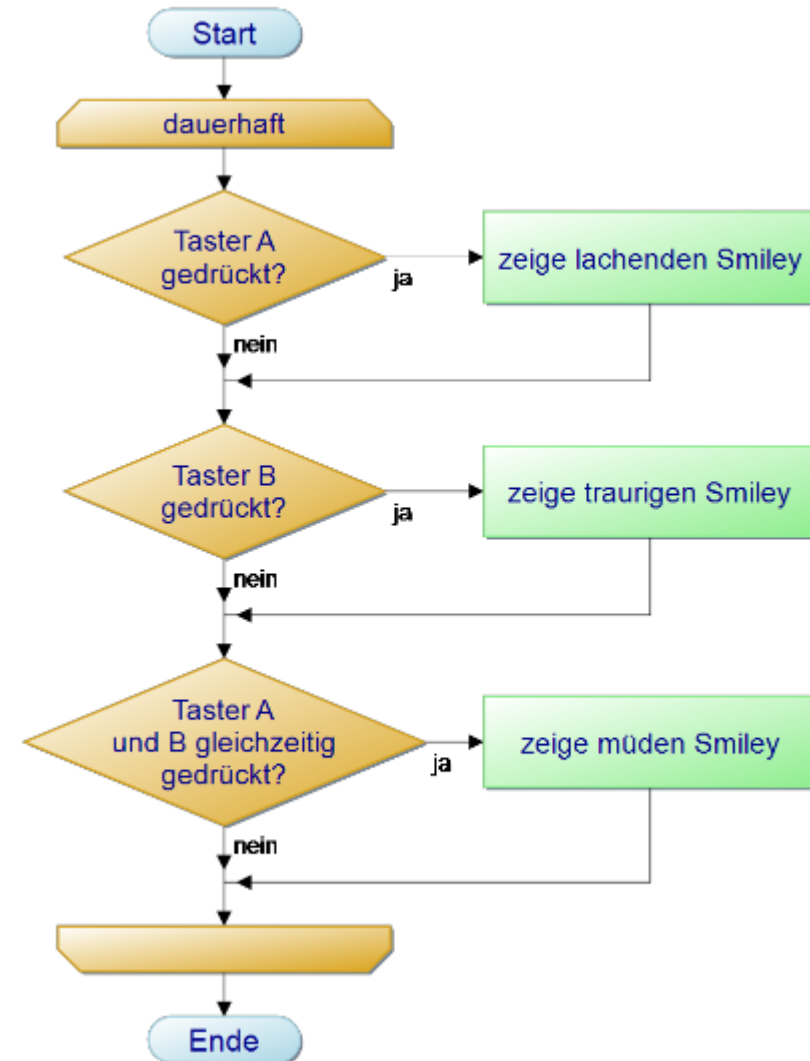 Start
dauerhaft
Taster A
gedrückt?
ja
zeige lachenden Smiley
nein
Taster B
gedrückt?
ja
zeige traurigen Smiley
nein
Taster A
und B gleichzeitig
gedrückt?
ja
zeige müden Smiley
nein
Ende